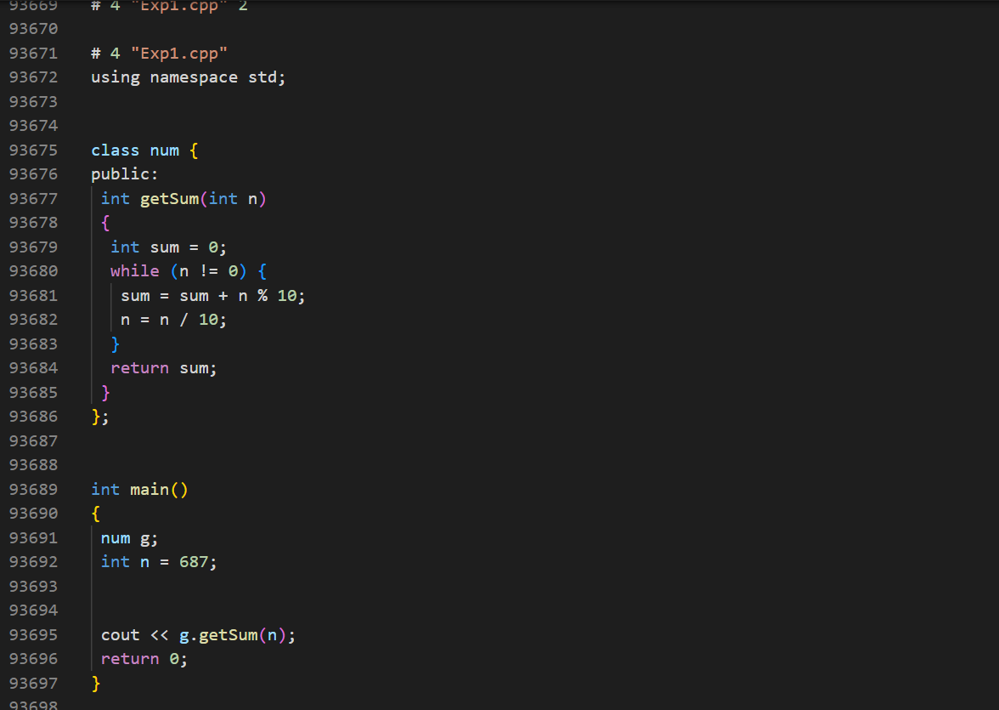 93669 # 4 "Exp1.cpp" 2
93670
93671 # 4 "Exp1.cpp"
93672 using namespace std;
93673
93674
93675 class num {
93676 public:
93677 int getSum(int n)
93678 {
93679 int sum = 0;
93680 while (n != 0) {
93681 sum = sum + n % 10;
93682 n = n / 10;
93683 }
93684 return sum;
93685 }
93686 };
93687
93688
93689 int main()
93690 {
93691 num g;
93692 int n = 687;
93693
93694
93695 cout << g.getSum(n);
93696 return 0;
93697 }
93698